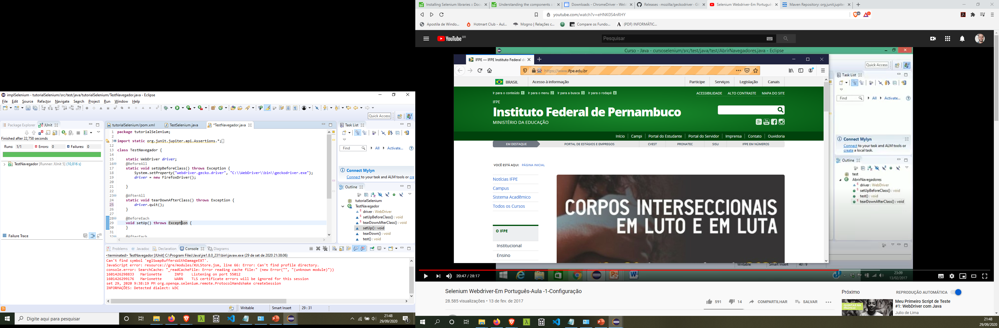 implSelenium - tutorialSelenium/src/test/java/tutorialSelenium/TestNavegador.java - Eclipse
File Edit Source Refactor Navigate Search Project Run Window Help
Quick Access
Package Explorer JUnit
Finished after 22,758 seconds
Runs: 1/1 Errors: 0 Failures: 0
TestNavegador [Runner: JUnit 5] (10,816 s)
Failure Trace
tutorialSelenium/pom.xml TestSelenium.java *TestNavegador.java
1 package tutorialSelenium;
2
3 import static org.junit.jupiter.api.Assertions.*;
12
13 class TestNavegador {
14
15 static WebDriver driver;
16 @BeforeAll
17 static void setUpBeforeClass() throws Exception {
18 System.setProperty("webdriver.gecko.driver", "C:\\WebDriver\\bin\\geckodriver.exe");
19 driver = new FirefoxDriver();
20
21 }
22
23 @AfterAll
24 static void tearDownAfterClass() throws Exception {
25 driver.quit();
26 }
27
28 @BeforeEach
29 void setUp() throws Exception {
30 }
31
32 @AfterEach
Task List
Find All Activate...
Connect Mylyn
Connect to your task and ALM tools or cre
Outline
tutorialSelenium
TestNavegador
driver : WebDriver
setUpBeforeClass() : void
tearDownAfterClass() : void
setUp() : void
tearDown() : void
test() : void
Problems Javadoc Declaration Console Diagrams
<terminated> TestNavegador [JUnit] C:\Program Files\Java\jre1.8.0_231\bin\javaw.exe (29 de set de 2020 21:38:06)
Can't find symbol 'eglSwapBuffersWithDamageEXT'.
JavaScript error: resource://gre/modules/XULStore.jsm, line 66: Error: Can't find profile directory.
console.error: SearchCache: "_readCacheFile: Error reading cache file:" (new Error("", "(unknown module)"))
1601426298833 Marionette INFO Listening on port 55012
1601426299176 Marionette WARN TLS certificate errors will be ignored for this session
set 29, 2020 9:38:19 PM org.openqa.selenium.remote.ProtocolHandshake createSession
INFORMAÇÕES: Detected dialect: W3C
Writable Smart Insert 29 : 31
Digite aqui para pesquisar
21:48
29/09/2020
1
Installing Selenium libraries :: Docu
Understanding the components ::
Downloads - ChromeDriver - Web
Releases · mozilla/geckodriver · Gi
Selenium Webdriver-Em Português
Maven Repository: org.junit.jupiter
youtube.com/watch?v=eHNK0S4nRHY
Apostila de Windo... Hotmart Club - Aul... Mogno | Relações c... Compare os Fundo... (PDF) INFORMÁTIC...
YouTube BR
Pesquisar
Curso - Java - cursoselenium/src/test/java/test/AbrirNavegadores.java - Eclipse
IFPE — IFPE Instituto Federal de
https://www.ifpe.edu.br
BRASIL Acesso à informação Participe Serviços Legislação Canais
Ir para o conteúdo 1 Ir para o menu 2 Ir para a busca 3 Ir para o rodapé 4
ACESSIBILIDADE ALTO CONTRASTE MAPA DO SITE
IFPE
Instituto Federal de Pernambuco
MINISTÉRIO DA EDUCAÇÃO
Início Campi Portal do Estudante Portal do Servidor Imprensa Contato Ouvidoria
EM DESTAQUE PORTAL DE ESTÁGIOS E EMPREGOS CVEST PRONATEC SISU IFPE EM NÚMEROS
VOCÊ ESTÁ AQUI: PÁGINA INICIAL
Notícias IFPE
Campus
Sistema Acadêmico
Todos os Cursos
O IFPE
Institucional
Ensino
CORPOS INTERSECCIONAIS
EM LUTO E EM LUTA
Quick Access
Task List
Find All Activate...
Connect Mylyn
Connect to your task and ALM tools or
create a local task.
Outline
test
AbrirNavegadores
driver : WebDriver
setUpBeforeClass() : void
test() : void
tearDownAfterClass() : void
Writable Smart Insert 40 : 9
23:09
13/02/2017
20:47 / 28:17
Selenium Webdriver-Em Português-Aula -1-Configuração
28.585 visualizações • 13 de fev. de 2017
591 14 COMPARTILHAR SALVAR
Próximo REPRODUÇÃO AUTOMÁTICA
QUINTAS NA
PRÁTICA!
Meu Primeiro Script de Teste
#1: WebDriver com Java
Julio de Lima
21:48
29/09/2020